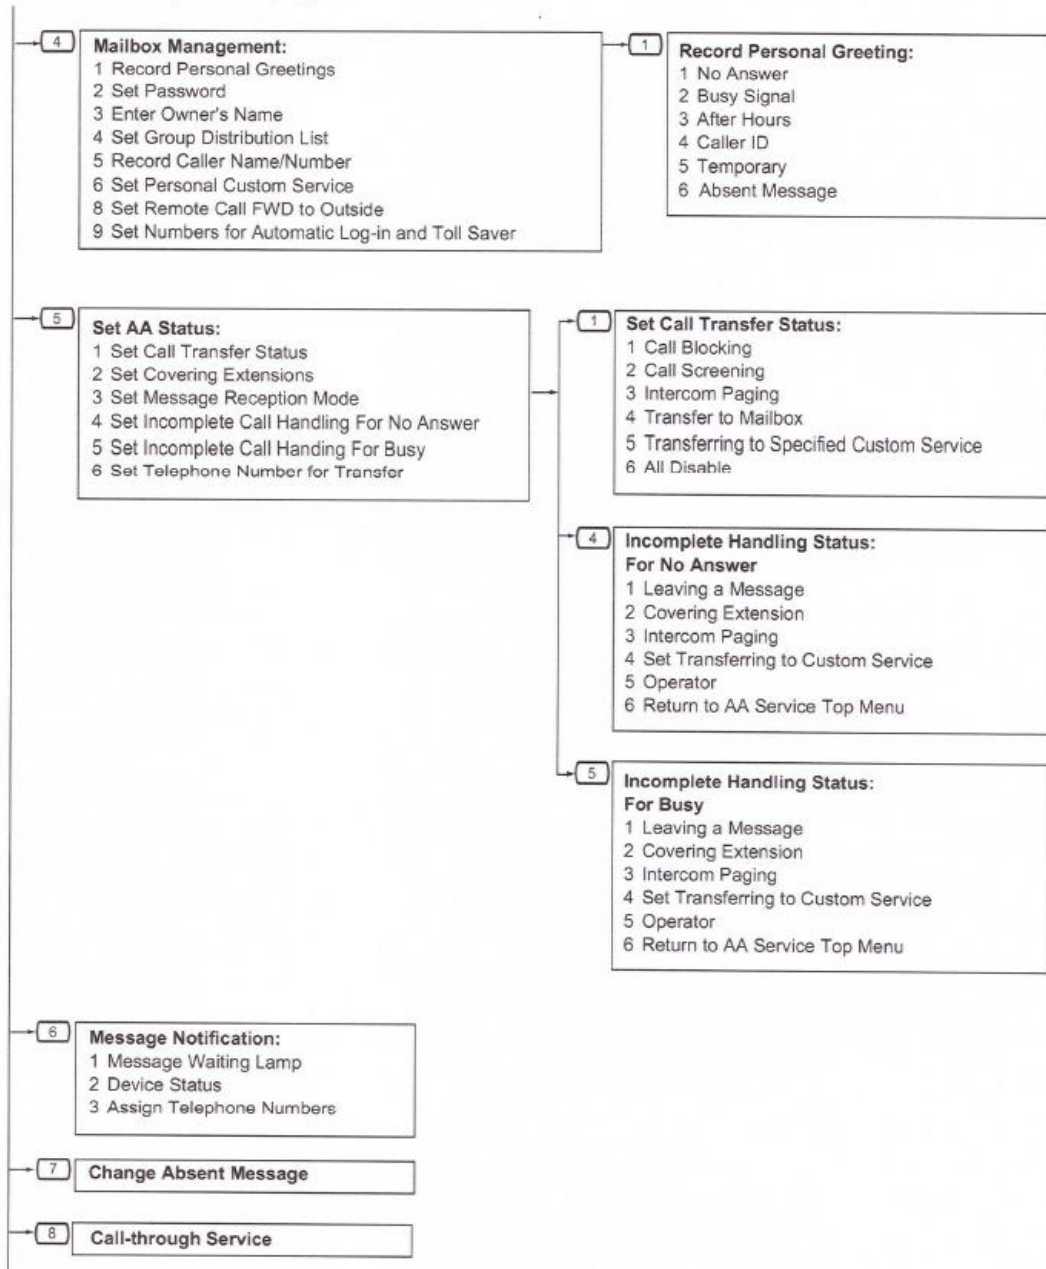 4
Mailbox Management:
1 Record Personal Greetings
2 Set Password
3 Enter Owner's Name
4 Set Group Distribution List
5 Record Caller Name/Number
6 Set Personal Custom Service
8 Set Remote Call FWD to Outside
9 Set Numbers for Automatic Log-in and Toll Saver
1
Record Personal Greeting:
1 No Answer
2 Busy Signal
3 After Hours
4 Caller ID
5 Temporary
6 Absent Message
5
Set AA Status:
1 Set Call Transfer Status
2 Set Covering Extensions
3 Set Message Reception Mode
4 Set Incomplete Call Handling For No Answer
5 Set Incomplete Call Handing For Busy
6 Set Telephone Number for Transfer
1
Set Call Transfer Status:
1 Call Blocking
2 Call Screening
3 Intercom Paging
4 Transfer to Mailbox
5 Transferring to Specified Custom Service
6 All Disable
4
Incomplete Handling Status:
For No Answer
1 Leaving a Message
2 Covering Extension
3 Intercom Paging
4 Set Transferring to Custom Service
5 Operator
6 Return to AA Service Top Menu
5
Incomplete Handling Status:
For Busy
1 Leaving a Message
2 Covering Extension
3 Intercom Paging
4 Set Transferring to Custom Service
5 Operator
6 Return to AA Service Top Menu
6
Message Notification:
1 Message Waiting Lamp
2 Device Status
3 Assign Telephone Numbers
7
Change Absent Message
8
Call-through Service